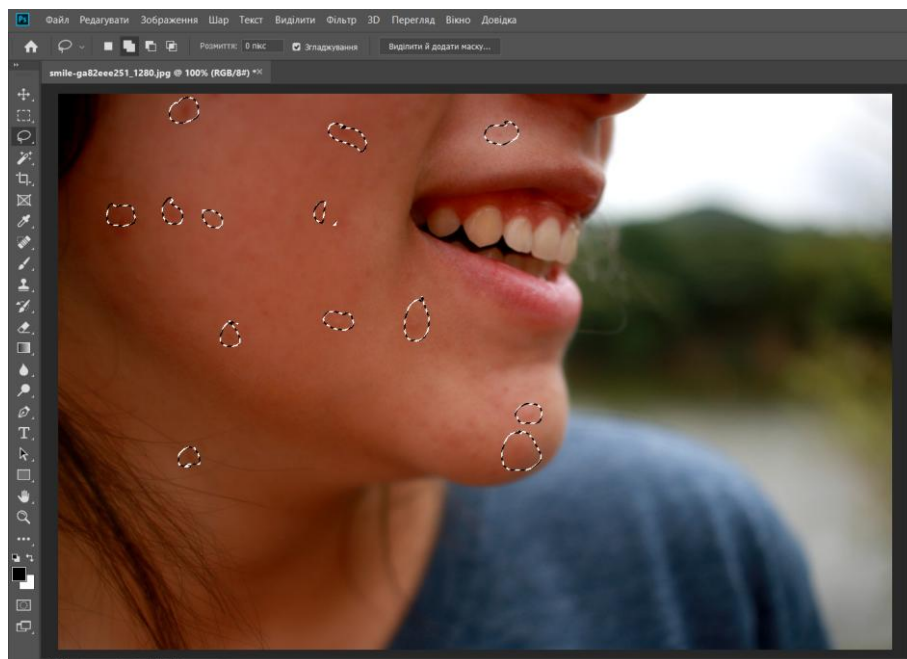 Ps Файл Редагувати Зображення Шар Текст Виділити Фільтр 3D Перегляд Вікно Довідка
Розмиття: 0 пікс Згладжування Виділити й додати маску...
smile-ga82eee251_1280.jpg @ 100% (RGB/8#) *